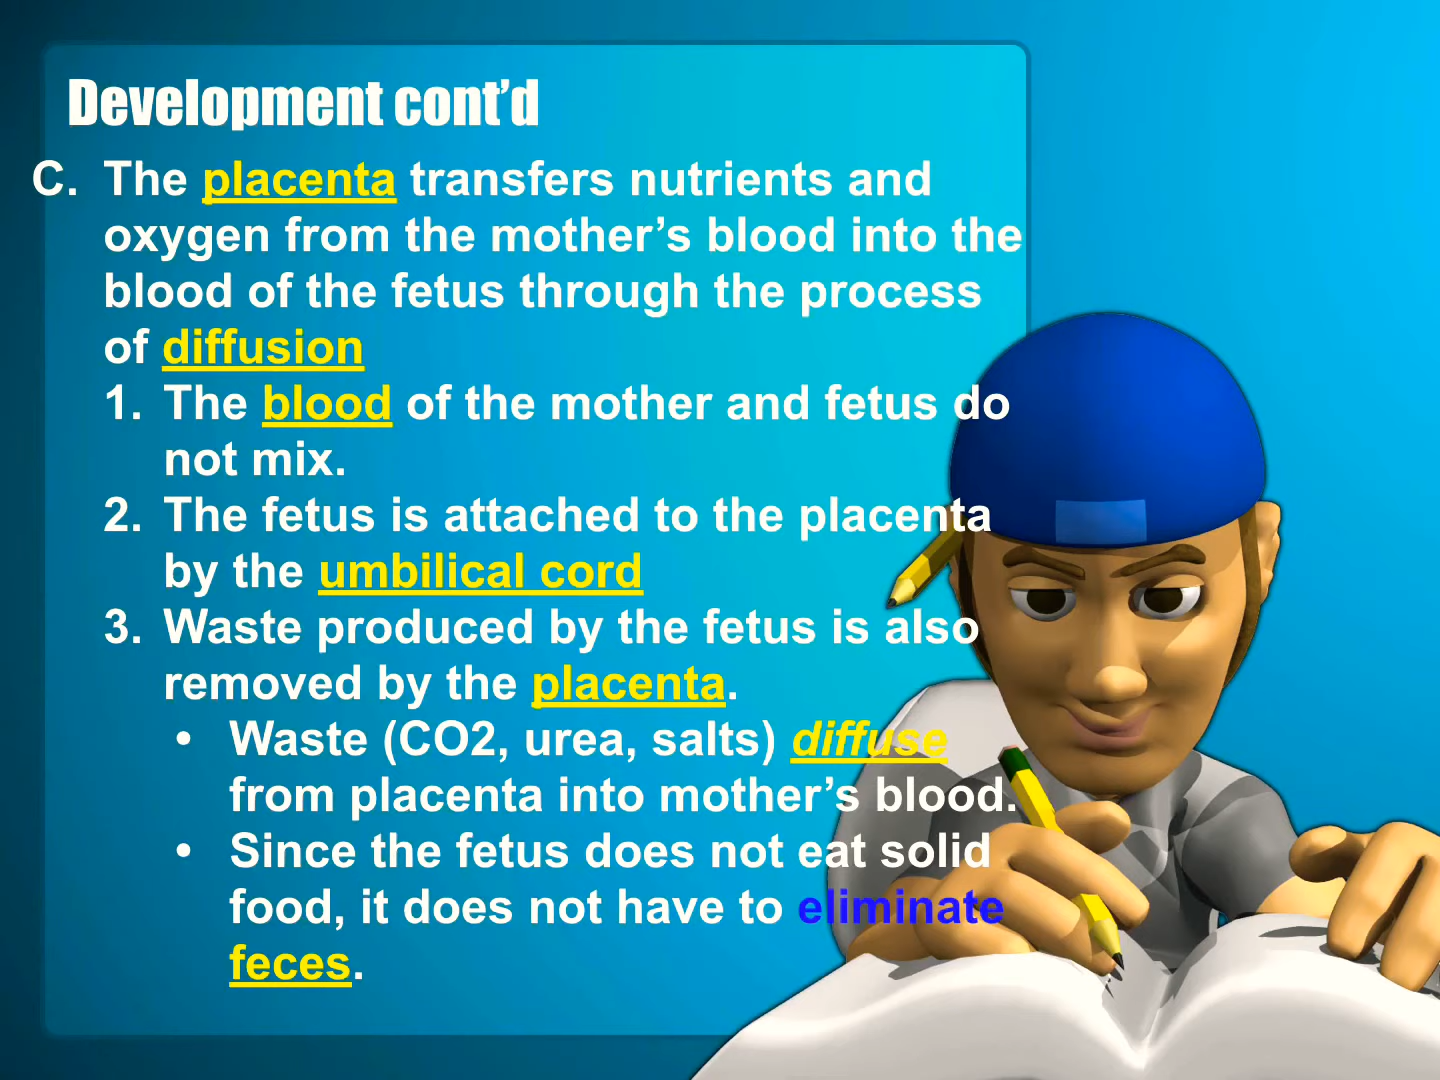 Development cont’d
C. The placenta transfers nutrients and
oxygen from the mother’s blood into the
blood of the fetus through the process
of diffusion
1. The blood of the mother and fetus do
not mix.
2. The fetus is attached to the placenta
by the umbilical cord
3. Waste produced by the fetus is also
removed by the placenta.
• Waste (CO2, urea, salts) diffuse
from placenta into mother’s blood.
• Since the fetus does not eat solid
food, it does not have to eliminate
feces.